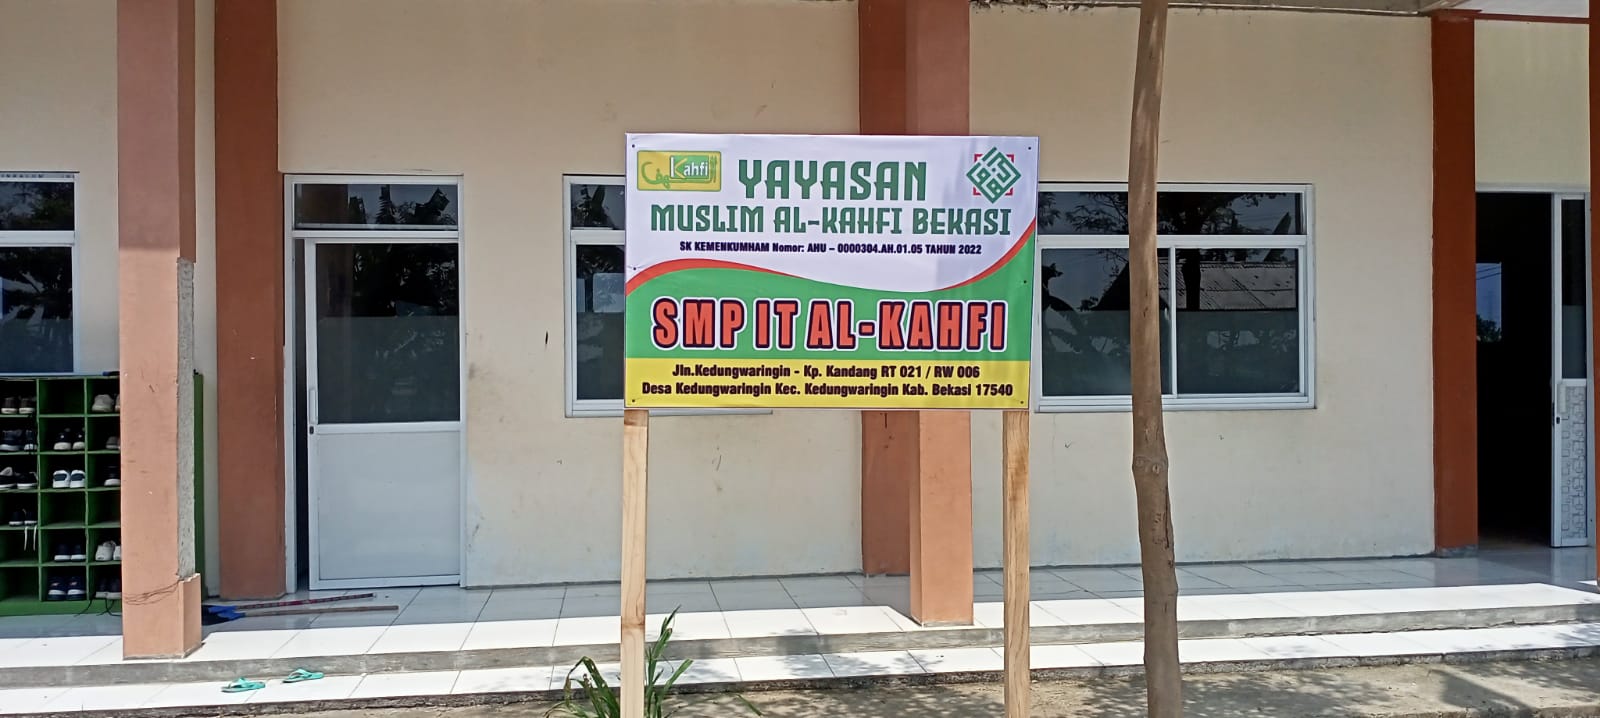 Kahfi
YAYASAN
MUSLIM AL-KAHFI BEKASI
SK KEMENKUMHAM Nomor: AHU – 0000304.AH.01.05 TAHUN 2022
SMP IT AL-KAHFI
Jln.Kedungwaringin - Kp. Kandang RT 021 / RW 006
Desa Kedungwaringin Kec. Kedungwaringin Kab. Bekasi 17540